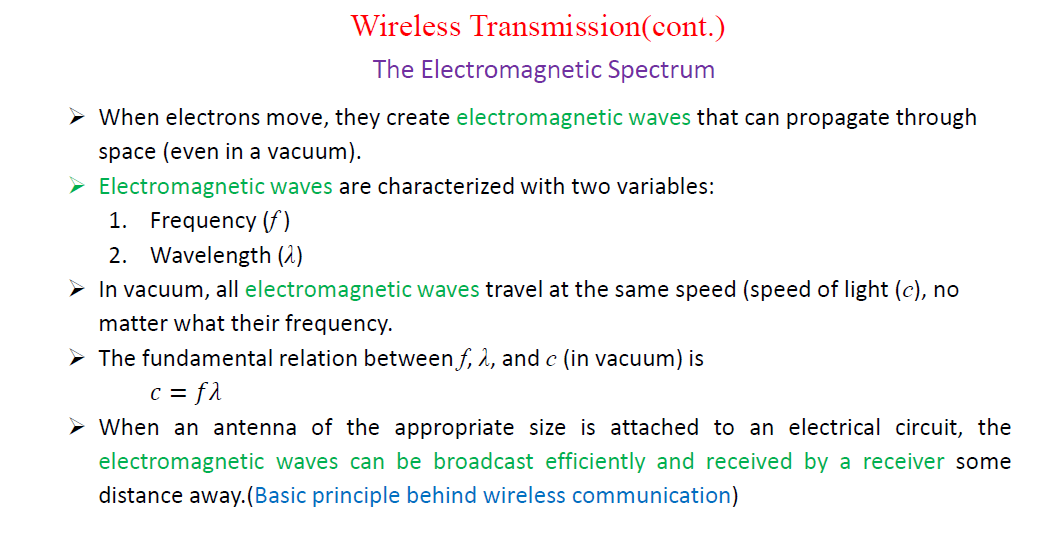 Wireless Transmission(cont.)
The Electromagnetic Spectrum
➢ When electrons move, they create electromagnetic waves that can propagate through
space (even in a vacuum).
➢ Electromagnetic waves are characterized with two variables:
1. Frequency (f)
2. Wavelength (λ)
➢ In vacuum, all electromagnetic waves travel at the same speed (speed of light (c), no
matter what their frequency.
➢ The fundamental relation between f, λ, and c (in vacuum) is
c = fλ
➢ When an antenna of the appropriate size is attached to an electrical circuit, the
electromagnetic waves can be broadcast efficiently and received by a receiver some
distance away.(Basic principle behind wireless communication)